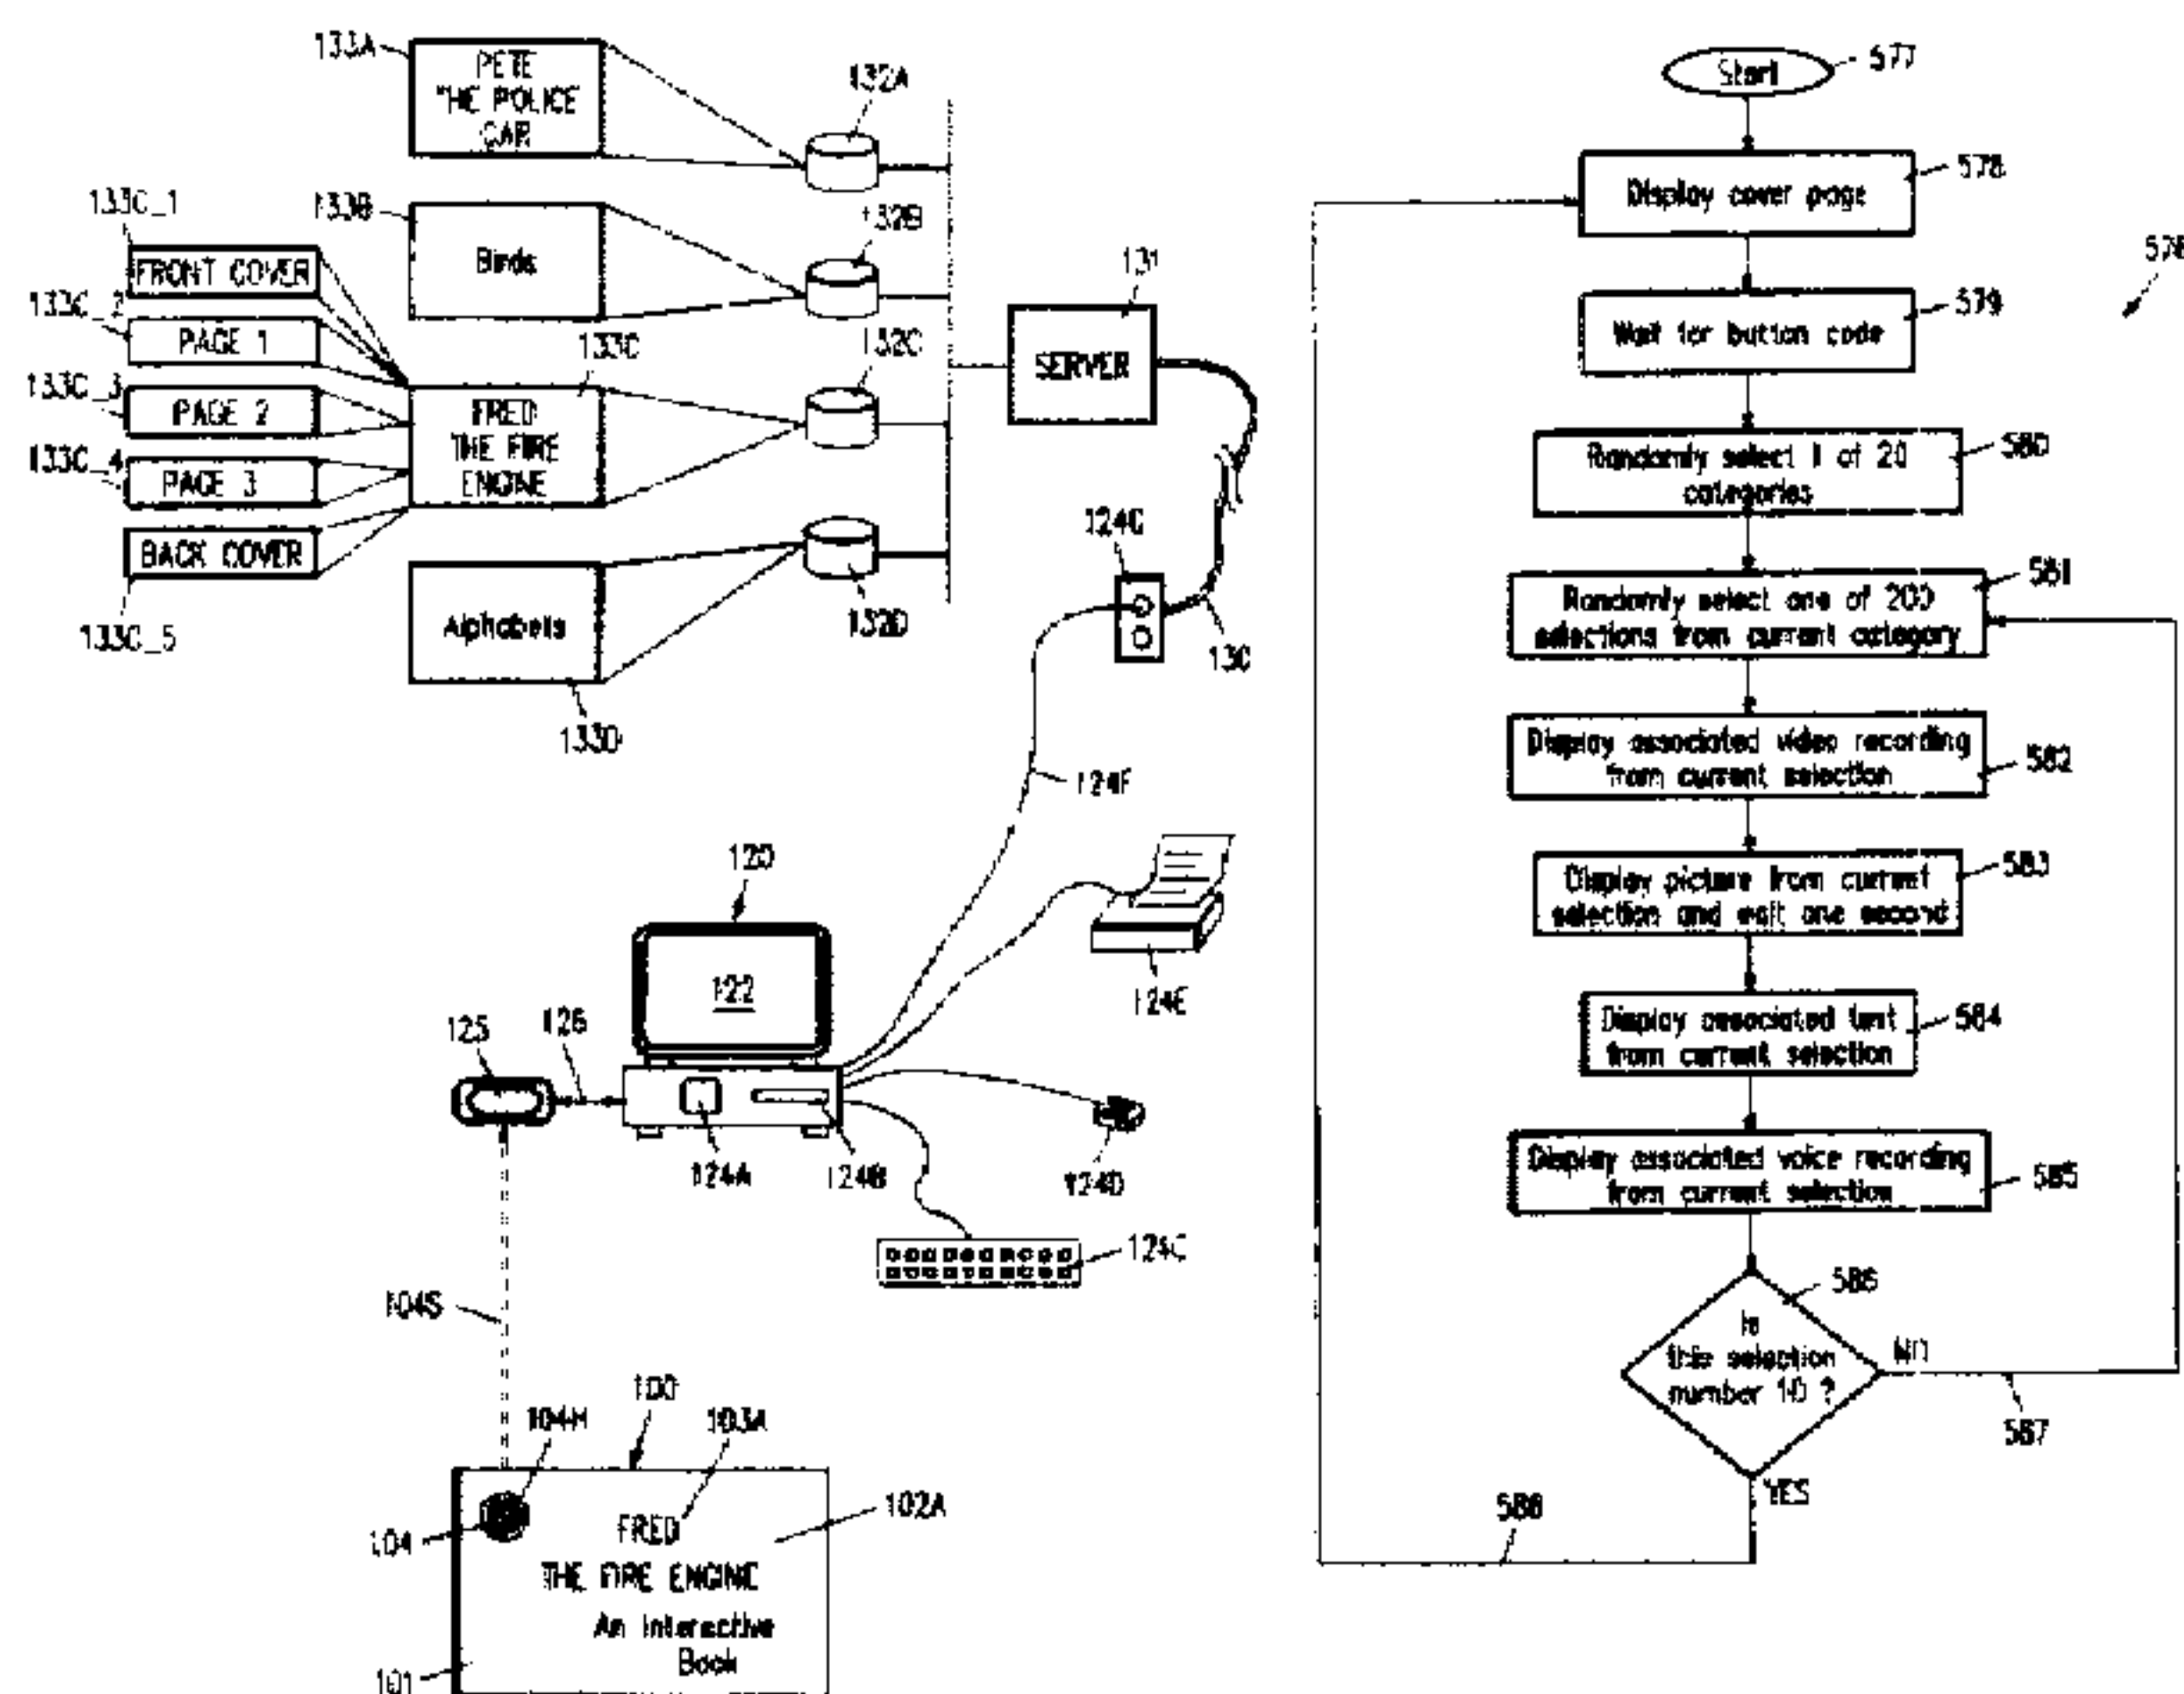 133A
PETE
THE POLICE
CAR
132A
133C_1
133B
Birds
132B
FRONT COVER
133C_2
PAGE 1
133C
132C
131
SERVER
133C_3
PAGE 2
FRED
THE FIRE
ENGINE
133C_4
PAGE 3
BACK COVER
133C_5
Alphabets
132D
133D
124G
130
124F
120
122
124E
125
126
124A
124B
124D
124C
104S
100
104H
103A
104
FRED
102A
THE FIRE ENGINE
An Interactive
Book
101
Start
577
Display cover page
578
576
Wait for button code
579
Randomly select 1 of 20
categories
580
Randomly select one of 200
selections from current category
581
Display associated video recording
from current selection
582
Display picture from current
selection and wait one second
583
Display associated text
from current selection
584
Display associated voice recording
from current selection
585
586
Is
this selection
number 10 ?
NO
587
YES
588